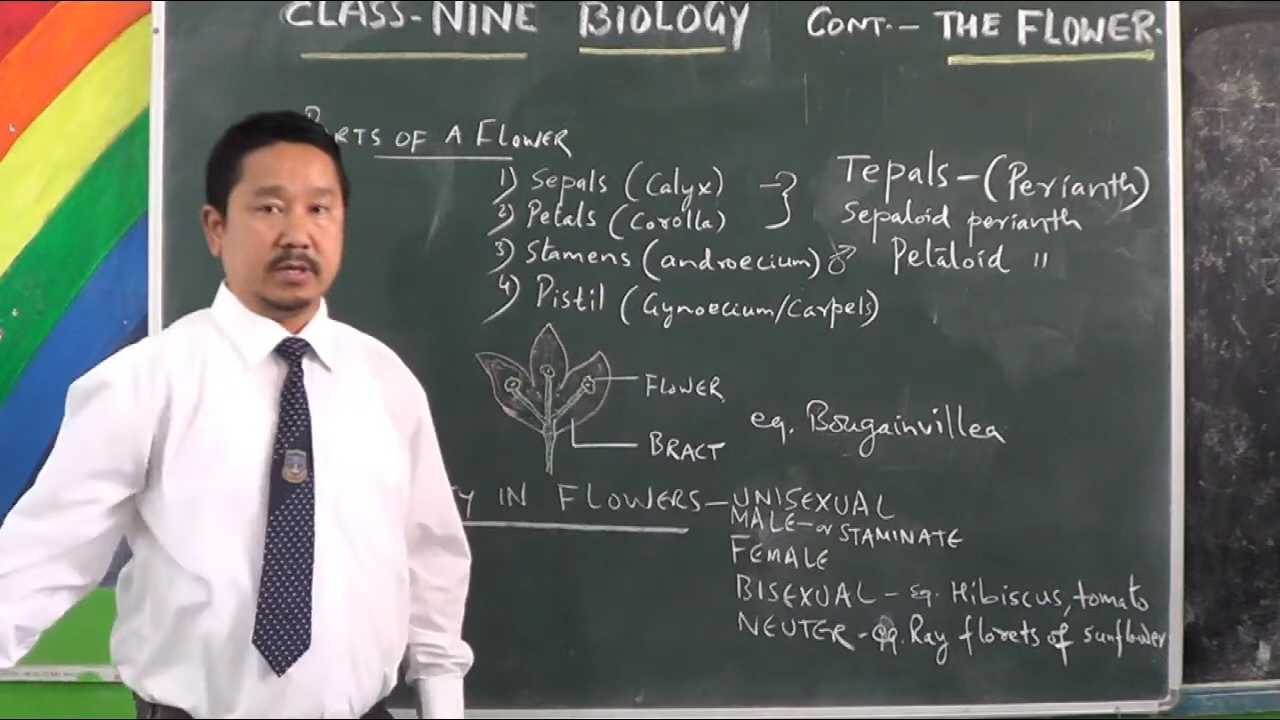 CLASS-NINE BIOLOGY CONT.- THE FLOWER.
PARTS OF A FLOWER
1) Sepals (Calyx)
2) Petals (Corolla)
3) Stamens (androecium) ♂
4) Pistil (Gynoecium/Carpels)
Tepals-(Perianth)
Sepaloid perianth
Petaloid "
FLOWER
BRACT
eg. Bougainvillea
Y IN FLOWERS-UNISEXUAL
MALE-or STAMINATE
FEMALE
BISEXUAL- Eg. Hibiscus, tomato
NEUTER-eg. Ray florets of sunflower